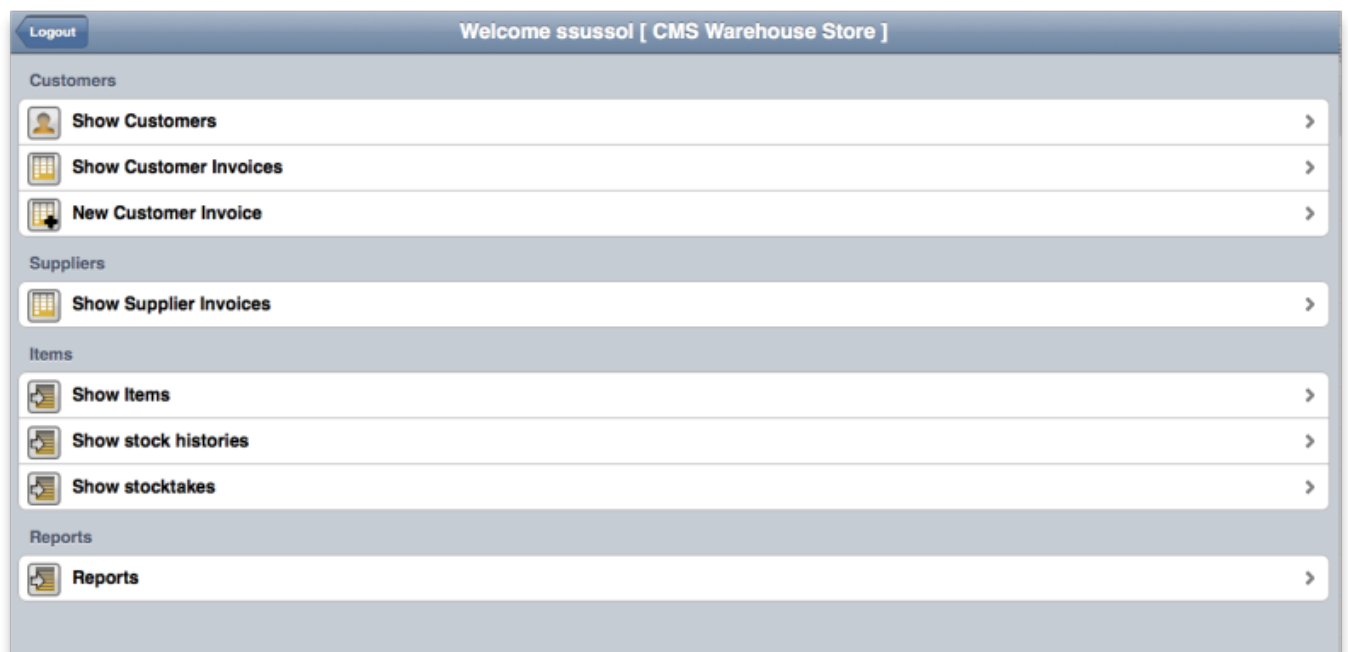 Logout
Welcome ssussol [ CMS Warehouse Store ]
Customers
Show Customers
Show Customer Invoices
New Customer Invoice
Suppliers
Show Supplier Invoices
Items
Show Items
Show stock histories
Show stocktakes
Reports
Reports